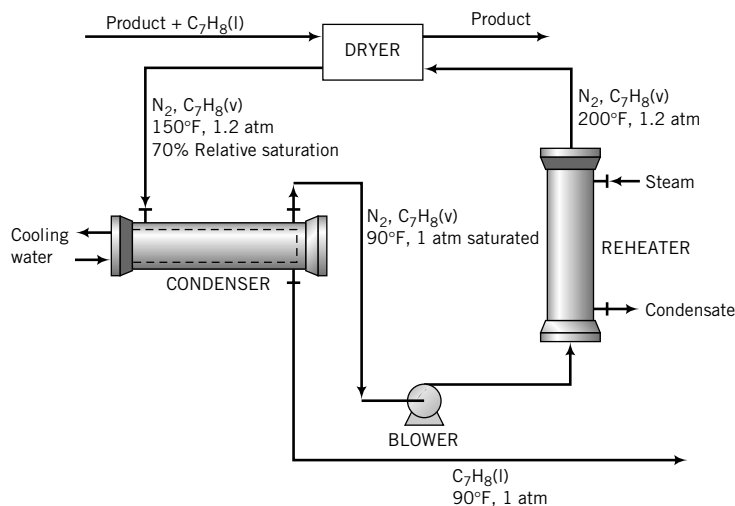 Product + C₇H₈(l)
DRYER
Product
N₂, C₇H₈(v)
150°F, 1.2 atm
70% Relative saturation
N₂, C₇H₈(v)
200°F, 1.2 atm
Steam
Cooling
water
N₂, C₇H₈(v)
90°F, 1 atm saturated
REHEATER
CONDENSER
Condensate
BLOWER
C₇H₈(l)
90°F, 1 atm